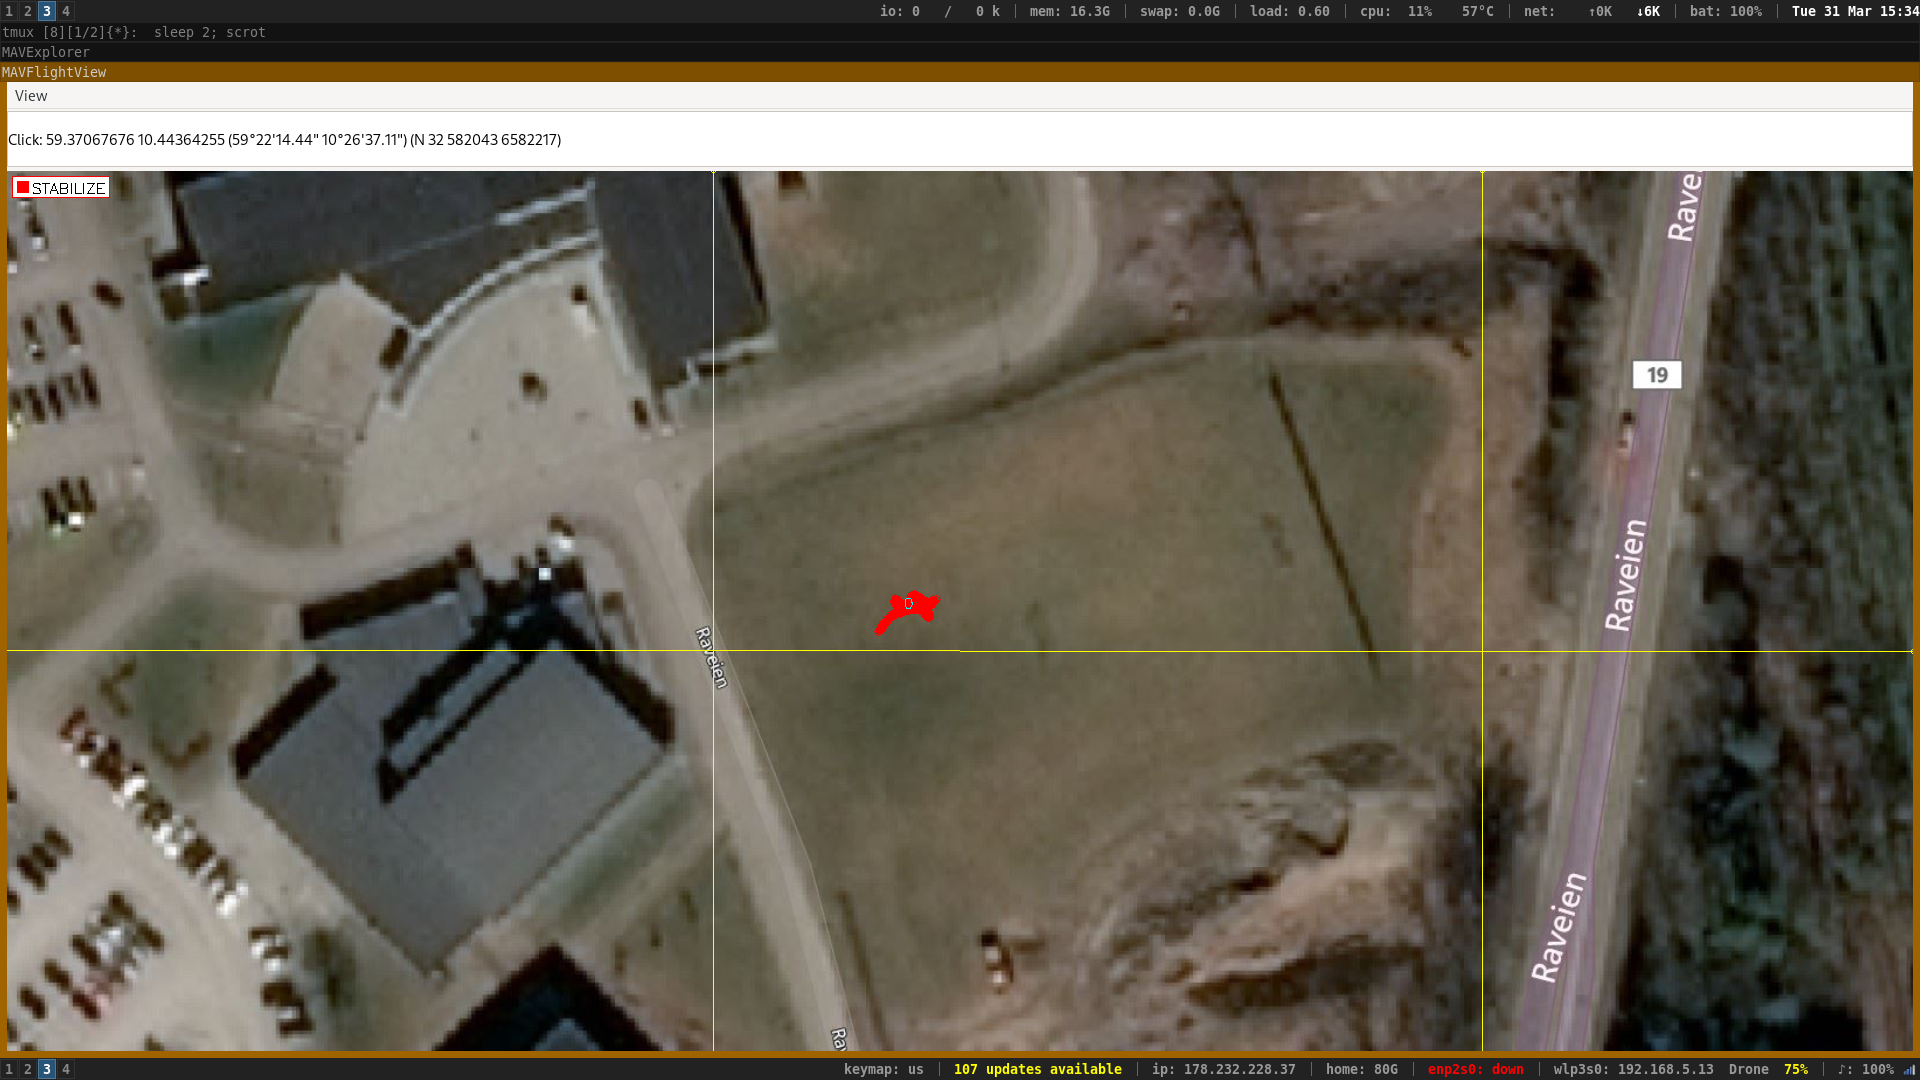 1 2 3 4 io: 0 / 0 k | mem: 16.3G | swap: 0.0G | load: 0.60 | cpu: 11% 57°C | net: ↑0K ↓6K | bat: 100% | Tue 31 Mar 15:34
tmux [8][1/2]{*}: sleep 2; scrot
MAVExplorer
MAVFlightView
View
Click: 59.37067676 10.44364255 (59°22'14.44" 10°26'37.11") (N 32 582043 6582217)
STABILIZE
Rave
19
Raveien
Raveien
Raveien
Rav
1 2 3 4 keymap: us | 107 updates available | ip: 178.232.228.37 | home: 80G | enp2s0: down | wlp3s0: 192.168.5.13 Drone 75% | ♪: 100%